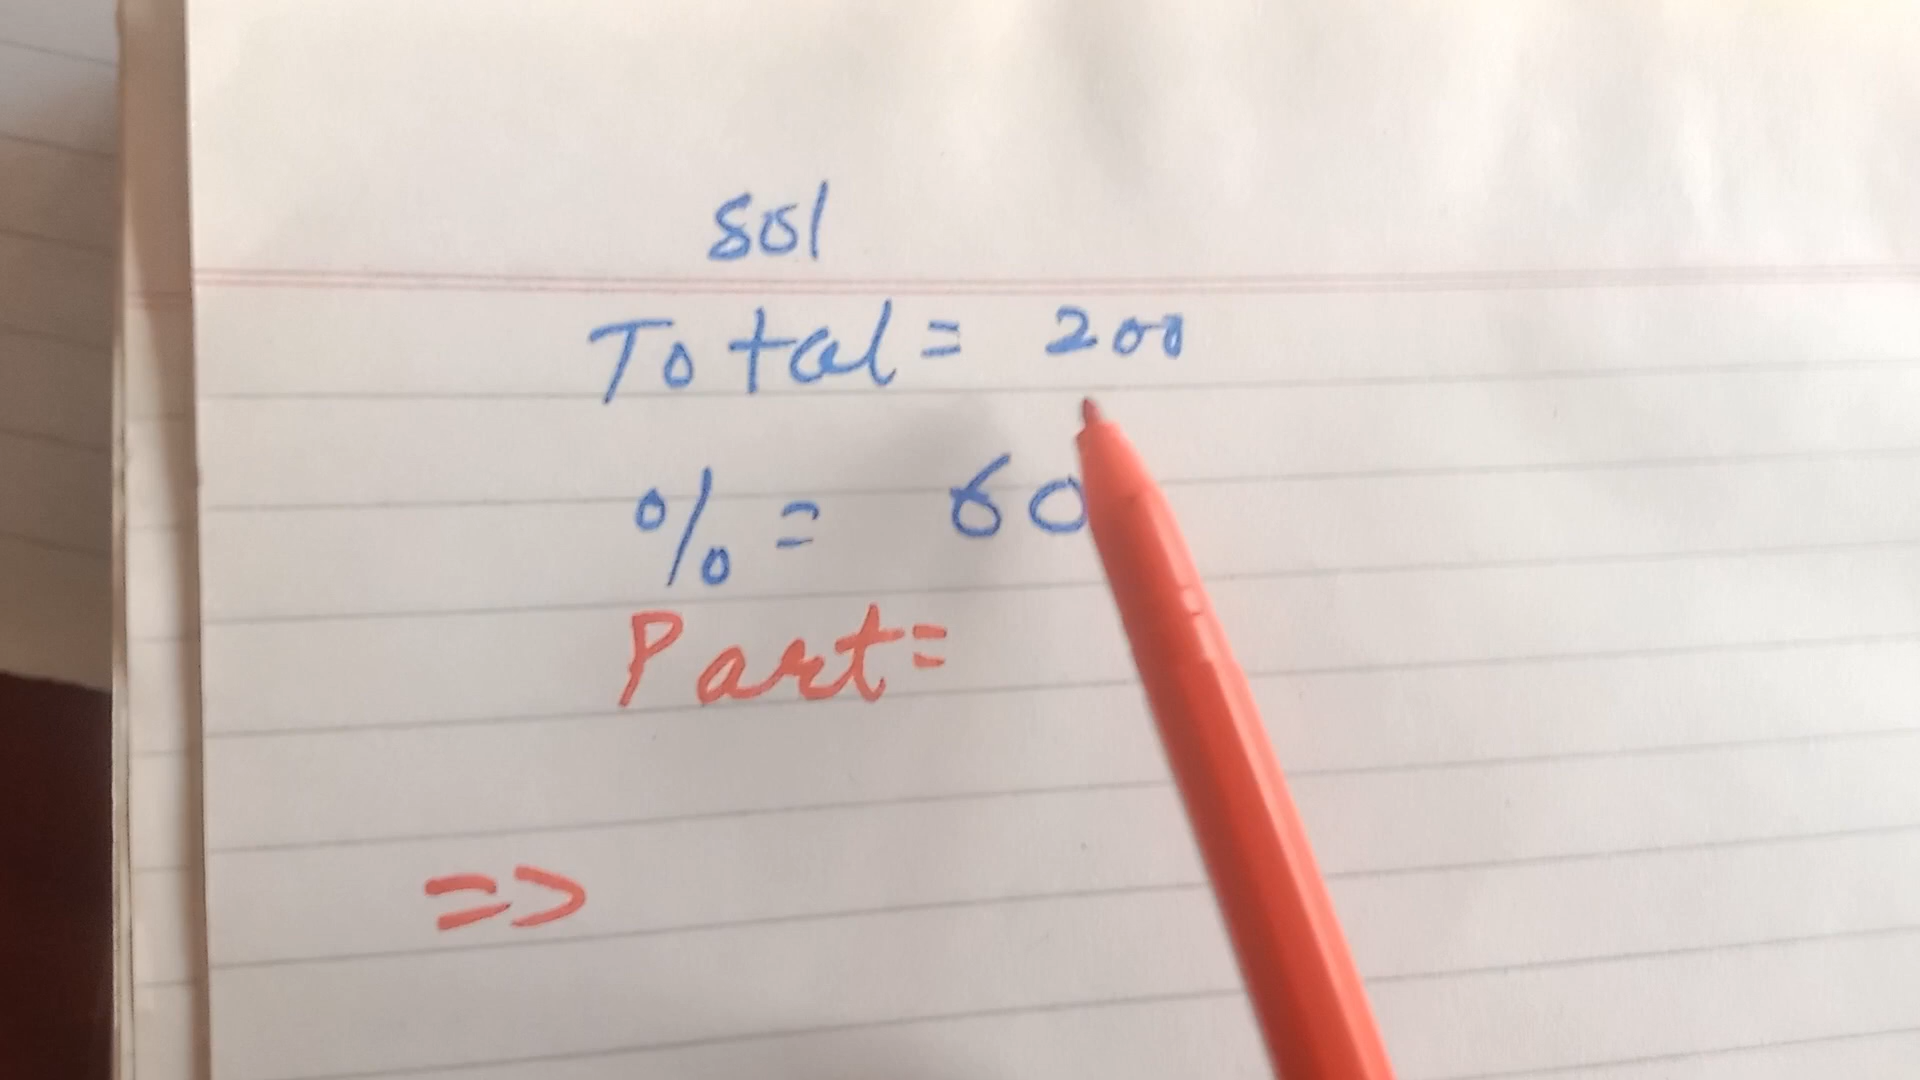 sol
Total = 200
% = 60
Part=
=>